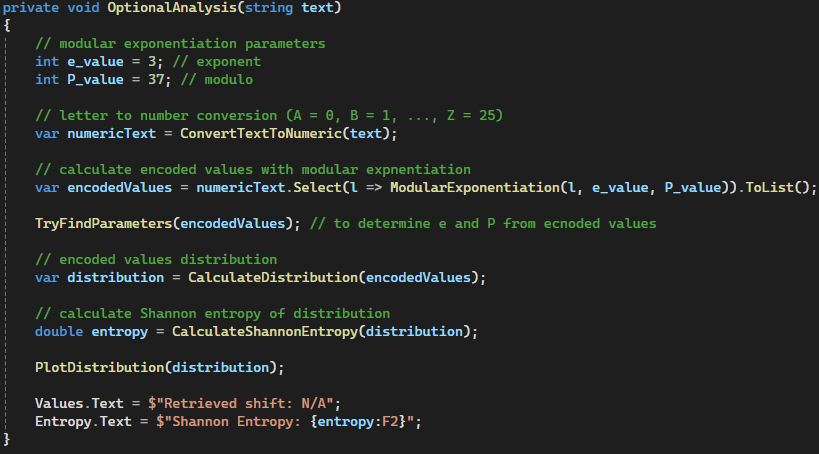 private void OptionalAnalysis(string text)
{
// modular exponentiation parameters
int e_value = 3; // exponent
int P_value = 37; // modulo
// letter to number conversion (A = 0, B = 1, ..., Z = 25)
var numericText = ConvertTextToNumeric(text);
// calculate encoded values with modular expnentiation
var encodedValues = numericText.Select(l => ModularExponentiation(l, e_value, P_value)).ToList();
TryFindParameters(encodedValues); // to determine e and P from ecnoded values
// encoded values distribution
var distribution = CalculateDistribution(encodedValues);
// calculate Shannon entropy of distribution
double entropy = CalculateShannonEntropy(distribution);
PlotDistribution(distribution);
Values.Text = $"Retrieved shift: N/A";
Entropy.Text = $"Shannon Entropy: {entropy:F2}";
}